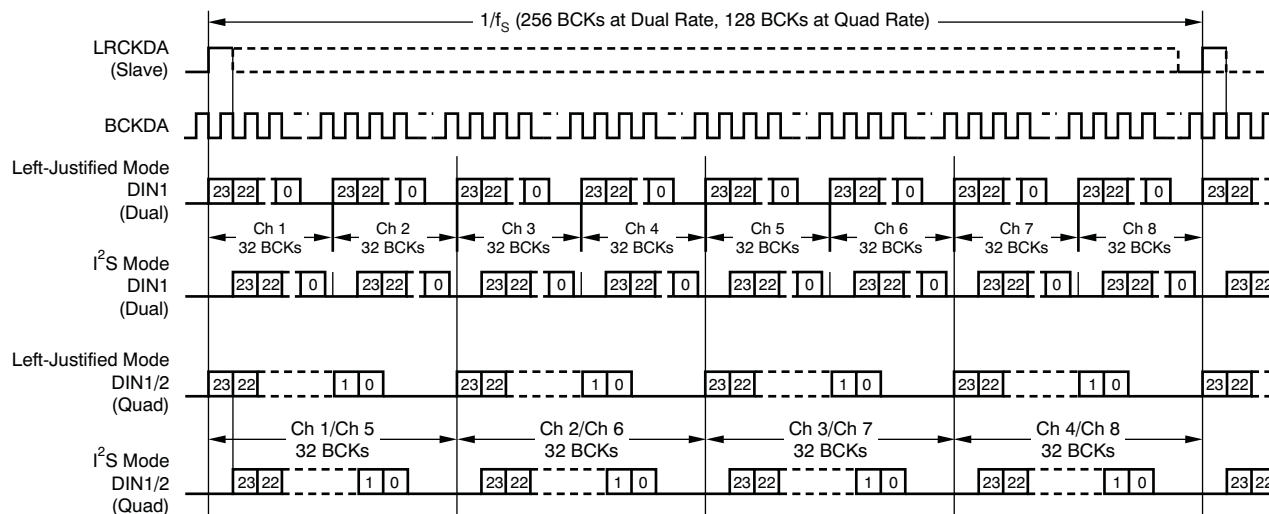 1/fS (256 BCKs at Dual Rate, 128 BCKs at Quad Rate)
LRCKDA
(Slave)
BCKDA
Left-Justified Mode
DIN1
(Dual)
23 22 0 23 22 0 23 22 0 23 22 0 23 22 0 23 22 0 23 22 0 23 22 0 23 22
Ch 1 Ch 2 Ch 3 Ch 4 Ch 5 Ch 6 Ch 7 Ch 8
32 BCKs 32 BCKs 32 BCKs 32 BCKs 32 BCKs 32 BCKs 32 BCKs 32 BCKs
I²S Mode
DIN1
(Dual)
23 22 0 23 22 0 23 22 0 23 22 0 23 22 0 23 22 0 23 22 0 23 22 0 23 22
Left-Justified Mode
DIN1/2
(Quad)
23 22 1 0 23 22 1 0 23 22 1 0 23 22 1 0 23 22
Ch 1/Ch 5 Ch 2/Ch 6 Ch 3/Ch 7 Ch 4/Ch 8
32 BCKs 32 BCKs 32 BCKs 32 BCKs
I²S Mode
DIN1/2
(Quad)
23 22 1 0 23 22 1 0 23 22 1 0 23 22 1 0 23 22